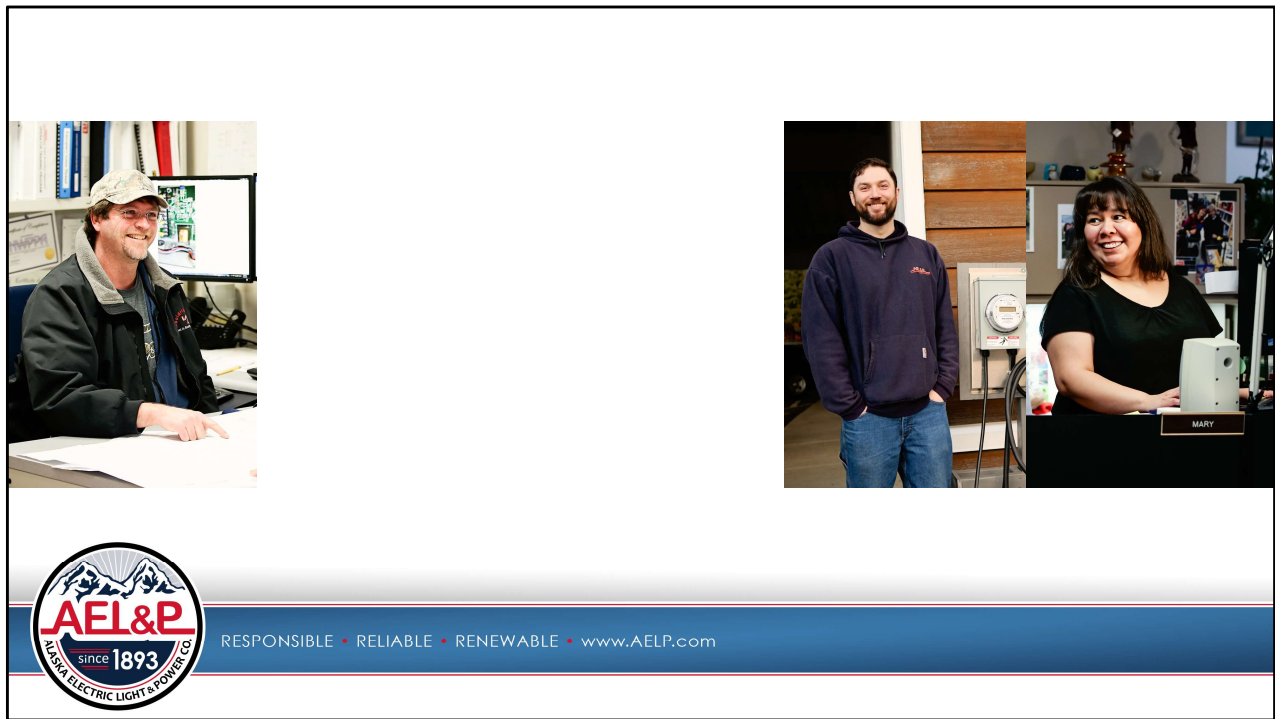 MARY
AEL&P
since 1893
ALASKA ELECTRIC LIGHT & POWER CO.
RESPONSIBLE • RELIABLE • RENEWABLE • www.AELP.com